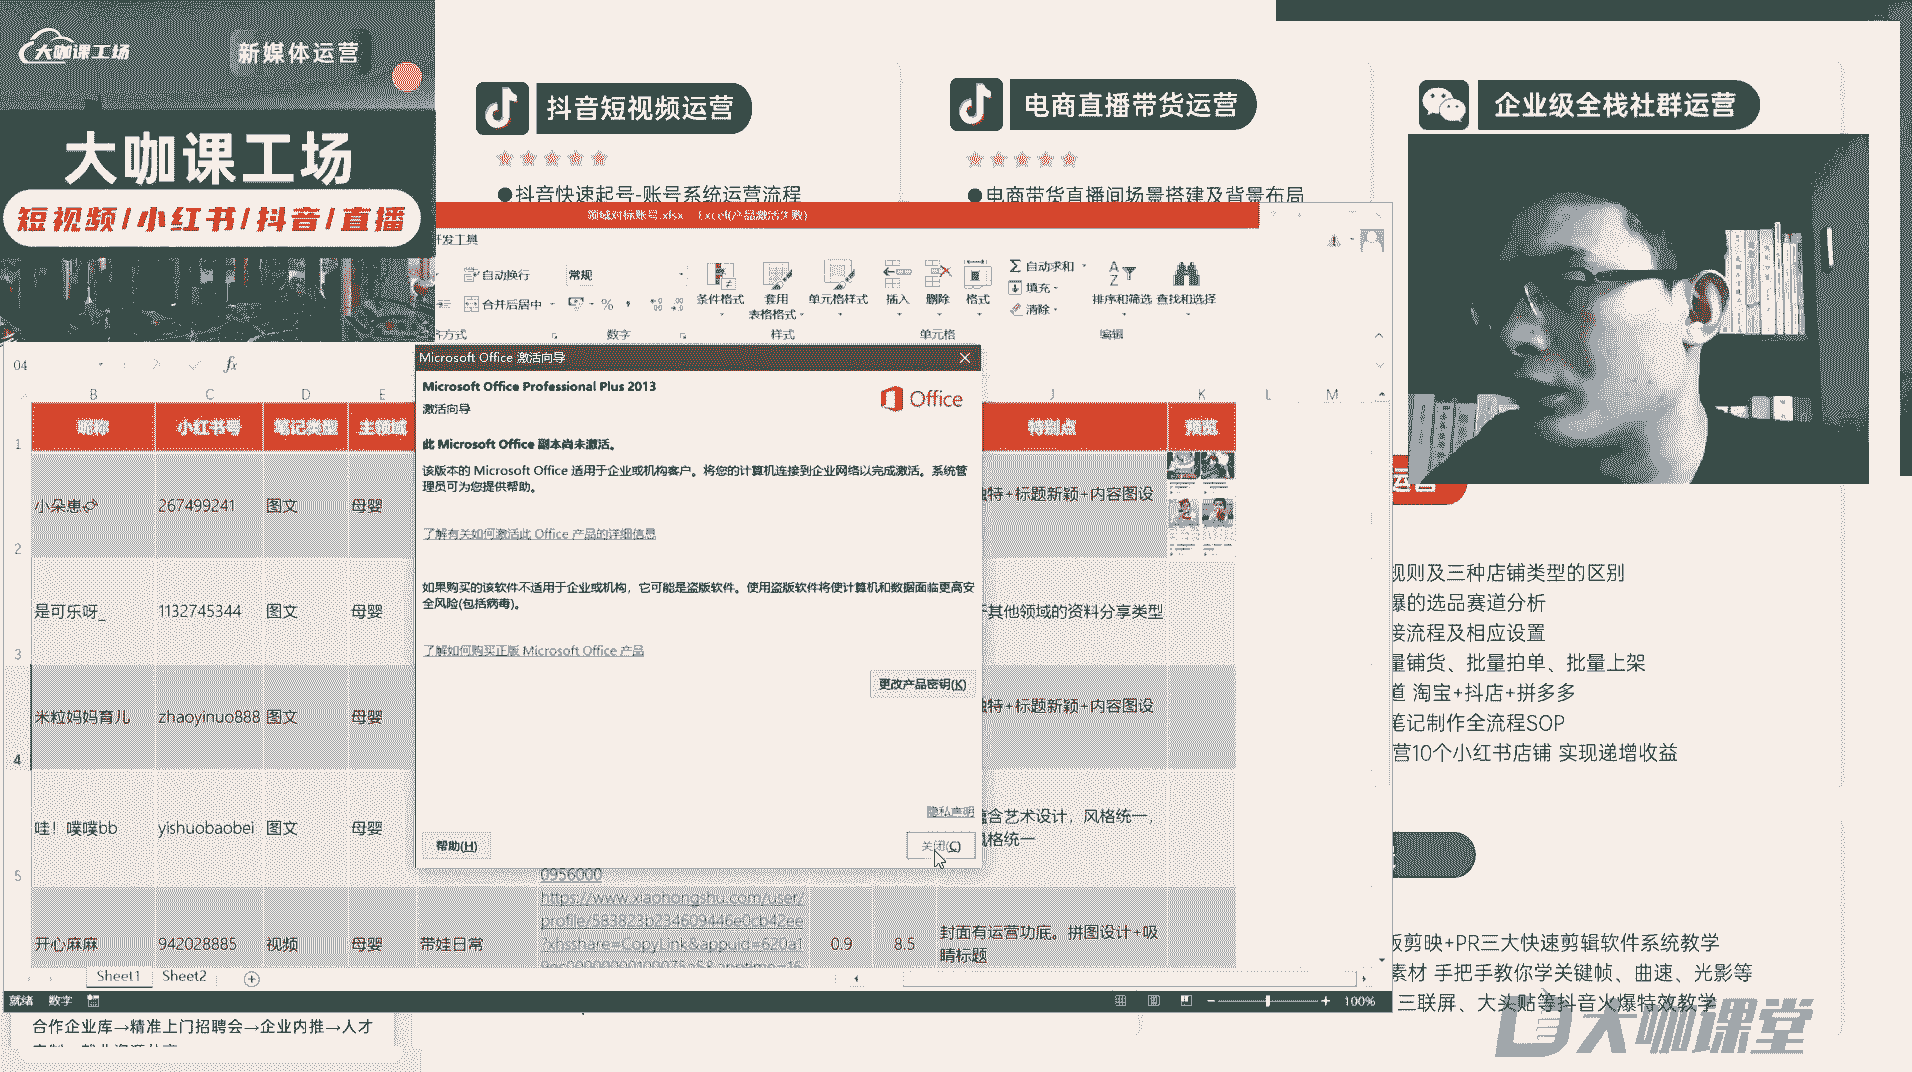 大咖课工场
新媒体运营
大咖课工场
短视频/小红书/抖音/直播
抖音短视频运营
●抖音快速起号-账号系统运营流程
电商直播带货运营
●电商带货直播间场景搭建及背景布局
企业级全栈社群运营
领域对标账号.xlsx - Excel(产品激活失败)
开发工具
自动换行
常规
合并后居中
%
条件格式
套用
表格格式
单元格样式
插入
删除
格式
Σ 自动求和
填充
清除
排序和筛选
查找和选择
数字
样式
单元格
编辑
O4
fx
B C D E J K L M
昵称 小红书号 笔记类型 主领域 特别点 预览
1
小朵崽 267499241 图文 母婴
独特+标题新颖+内容图设
2
是可乐呀_ 1132745344 图文 母婴
其他领域的资料分享类型
3
米粒妈妈育儿 zhaoyinuo888 图文 母婴
独特+标题新颖+内容图设
4
哇！噗噗bb yishuobaobei 图文 母婴
含艺术设计，风格统一，
风格统一
5
0956000
开心麻麻 942028885 视频 母婴 带娃日常
https://www.xiaohongshu.com/user/
profile/583823b234609446e0cb42ee
?xhsshare=CopyLink&appuid=620a1
0.9 8.5
封面有运营功底。拼图设计+吸
睛标题
Sheet1 Sheet2
就绪 数字
100%
Microsoft Office 激活向导
Microsoft Office Professional Plus 2013
激活向导
Office
此 Microsoft Office 副本尚未激活。
该版本的 Microsoft Office 适用于企业或机构客户。将您的计算机连接到企业网络以完成激活。系统管
理员可为您提供帮助。
了解有关如何激活此 Office 产品的详细信息
如果购买的该软件不适用于企业或机构，它可能是盗版软件。使用盗版软件将使计算机和数据面临更高安
全风险(包括病毒)。
了解如何购买正版 Microsoft Office 产品
更改产品密钥(K)
隐私声明
帮助(H)
关闭(C)
运营
规则及三种店铺类型的区别
爆的选品赛道分析
接流程及相应设置
量铺货、批量拍单、批量上架
道 淘宝+抖店+拼多多
笔记制作全流程SOP
营10个小红书店铺 实现递增收益
版剪映+PR三大快速剪辑软件系统教学
素材 手把手教你学关键帧、曲速、光影等
三联屏、大头贴等抖音火爆特效教学
合作企业库→精准上门招聘会→企业内推→人才
大咖课堂